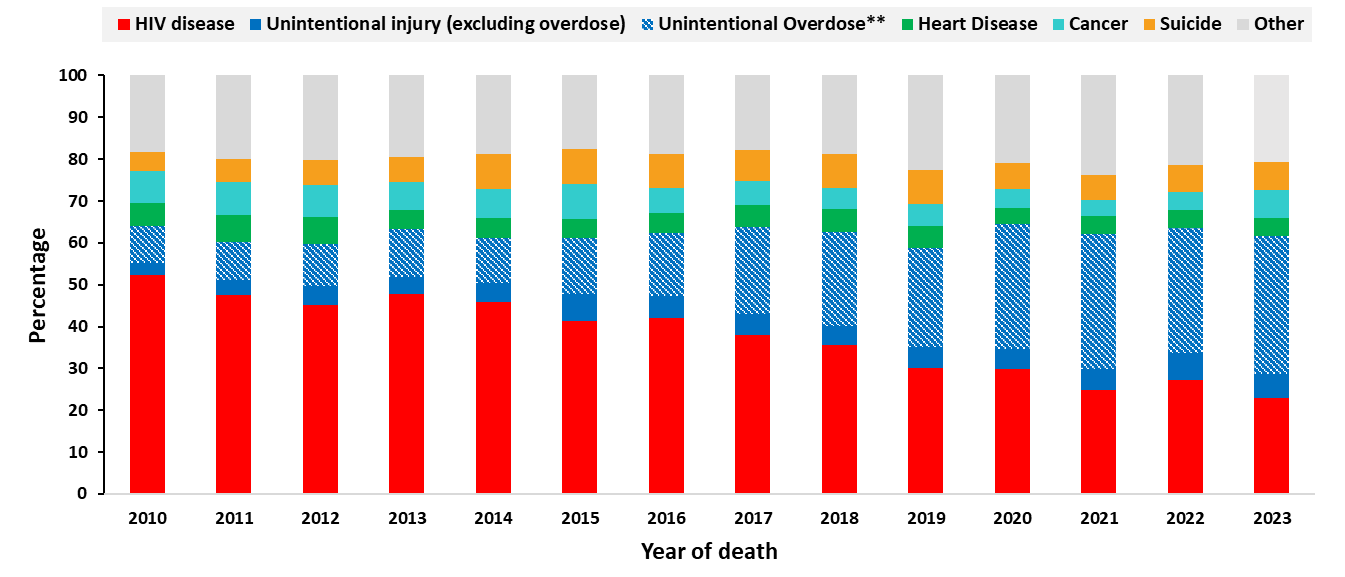 HIV disease Unintentional injury (excluding overdose) Unintentional Overdose** Heart Disease Cancer Suicide Other
Percentage
100
90
80
70
60
50
40
30
20
10
0
2010 2011 2012 2013 2014 2015 2016 2017 2018 2019 2020 2021 2022 2023
Year of death